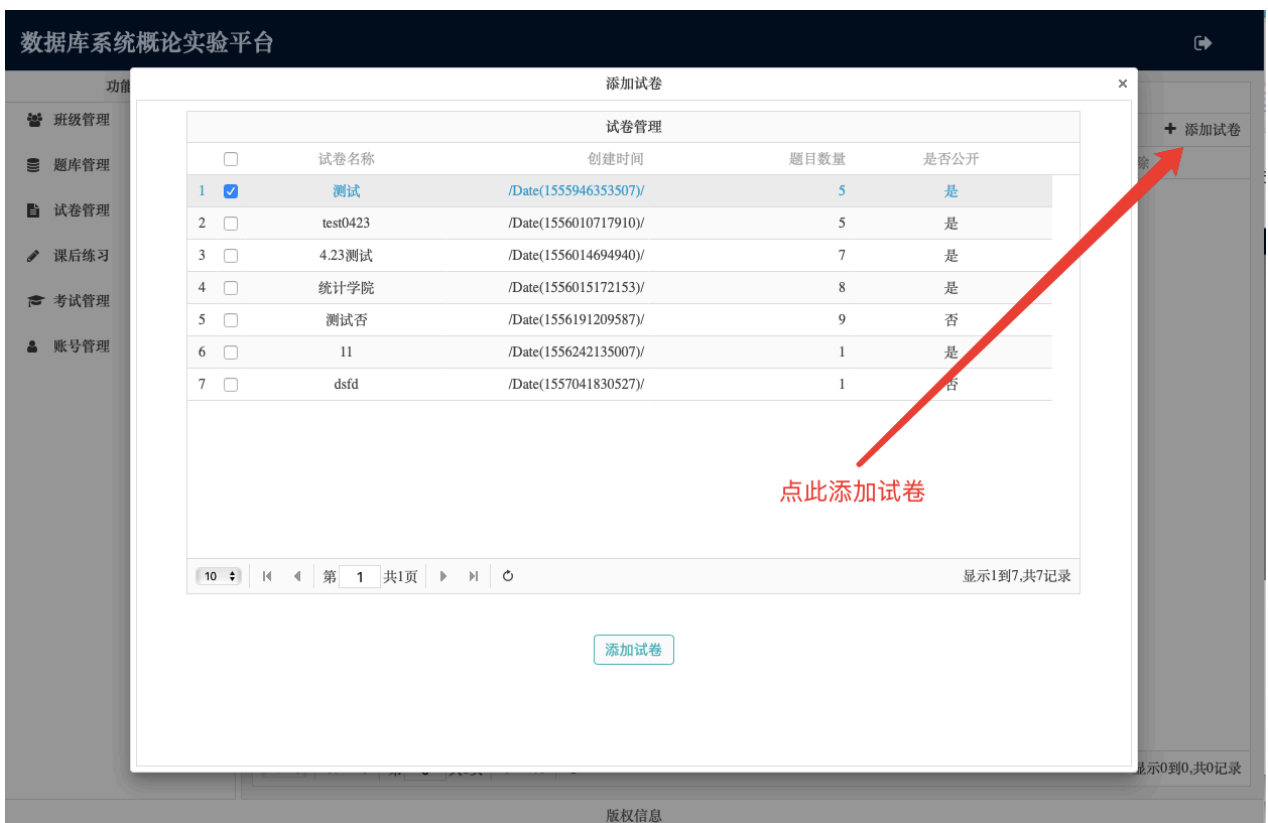 数据库系统概论实验平台
功能
添加试卷 ×
班级管理
题库管理
试卷管理
课后练习
考试管理
账号管理
试卷管理
添加试卷
试卷名称 创建时间 题目数量 是否公开
除
1 测试 /Date(1555946353507)/ 5 是
2 test0423 /Date(1556010717910)/ 5 是
3 4.23测试 /Date(1556014694940)/ 7 是
4 统计学院 /Date(1556015172153)/ 8 是
5 测试否 /Date(1556191209587)/ 9 否
6 11 /Date(1556242135007)/ 1 是
7 dsfd /Date(1557041830527)/ 1 否
点此添加试卷
10 第 1 共1页 显示1到7,共7记录
添加试卷
显示0到0,共0记录
版权信息